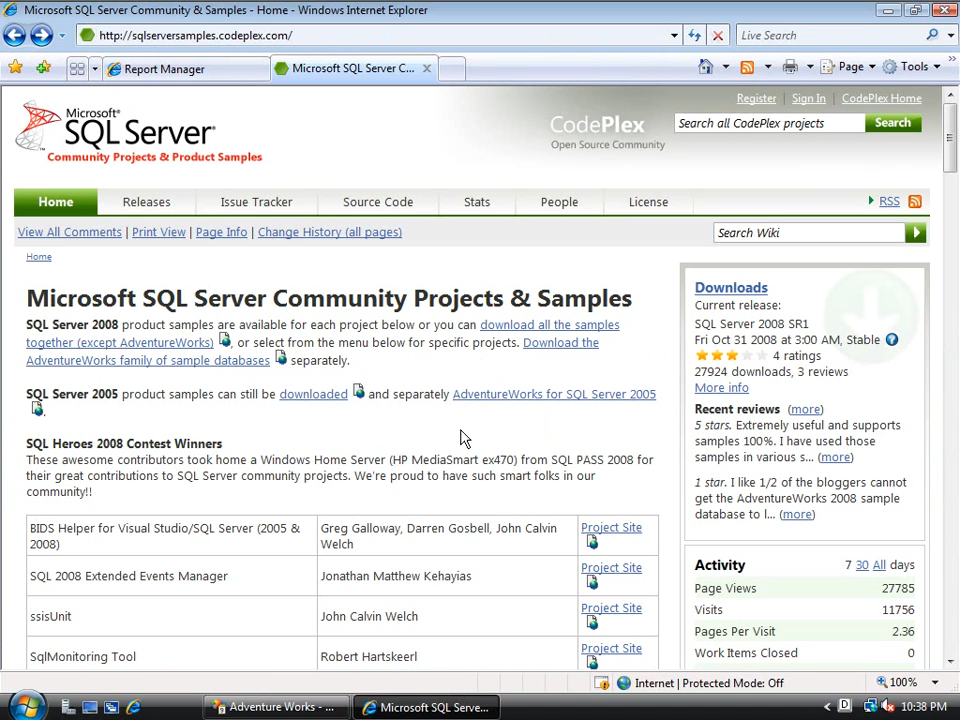 Microsoft SQL Server Community & Samples - Home - Windows Internet Explorer
http://sqlserversamples.codeplex.com/
Live Search
Report Manager
Microsoft SQL Server C...
Page
Tools
Register
Sign In
CodePlex Home
Microsoft®
SQL Server®
Community Projects & Product Samples
CodePlex
Open Source Community
Search all CodePlex projects
Search
Home
Releases
Issue Tracker
Source Code
Stats
People
License
RSS
View All Comments | Print View | Page Info | Change History (all pages)
Search Wiki
Home
Microsoft SQL Server Community Projects & Samples
SQL Server 2008 product samples are available for each project below or you can download all the samples
together (except AdventureWorks) , or select from the menu below for specific projects. Download the
AdventureWorks family of sample databases separately.
SQL Server 2005 product samples can still be downloaded and separately AdventureWorks for SQL Server 2005
.
SQL Heroes 2008 Contest Winners
These awesome contributors took home a Windows Home Server (HP MediaSmart ex470) from SQL PASS 2008 for
their great contributions to SQL Server community projects. We're proud to have such smart folks in our
community!!
BIDS Helper for Visual Studio/SQL Server (2005 &
2008)
Greg Galloway, Darren Gosbell, John Calvin
Welch
Project Site
SQL 2008 Extended Events Manager
Jonathan Matthew Kehayias
Project Site
ssisUnit
John Calvin Welch
Project Site
SqlMonitoring Tool
Robert Hartskeerl
Project Site
Downloads
Current release:
SQL Server 2008 SR1
Fri Oct 31 2008 at 3:00 AM, Stable
4 ratings
27924 downloads, 3 reviews
More info
Recent reviews (more)
5 stars. Extremely useful and supports
samples 100%. I have used those
samples in various s... (more)
1 star. I like 1/2 of the bloggers cannot
get the AdventureWorks 2008 sample
database to l... (more)
Activity
7 30 All days
Page Views 27785
Visits 11756
Pages Per Visit 2.36
Work Items Closed 0
Internet | Protected Mode: Off
100%
Adventure Works - ...
Microsoft SQL Serve...
D
10:38 PM